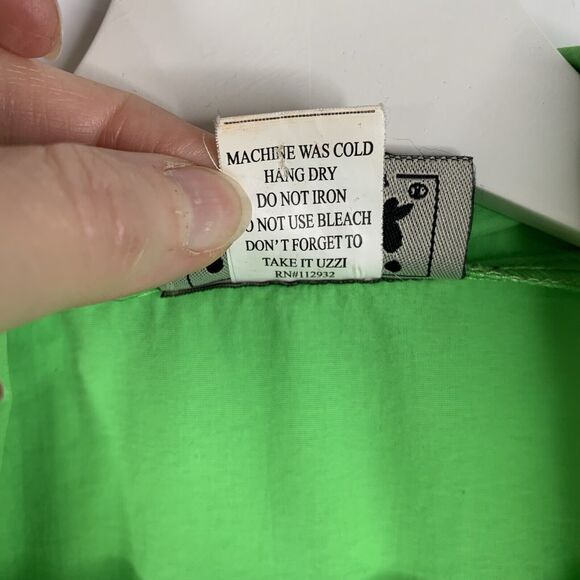 MACHINE WAS COLD
HANG DRY
DO NOT IRON
O NOT USE BLEACH
DON'T FORGET TO
TAKE IT UZZI
RN#112932